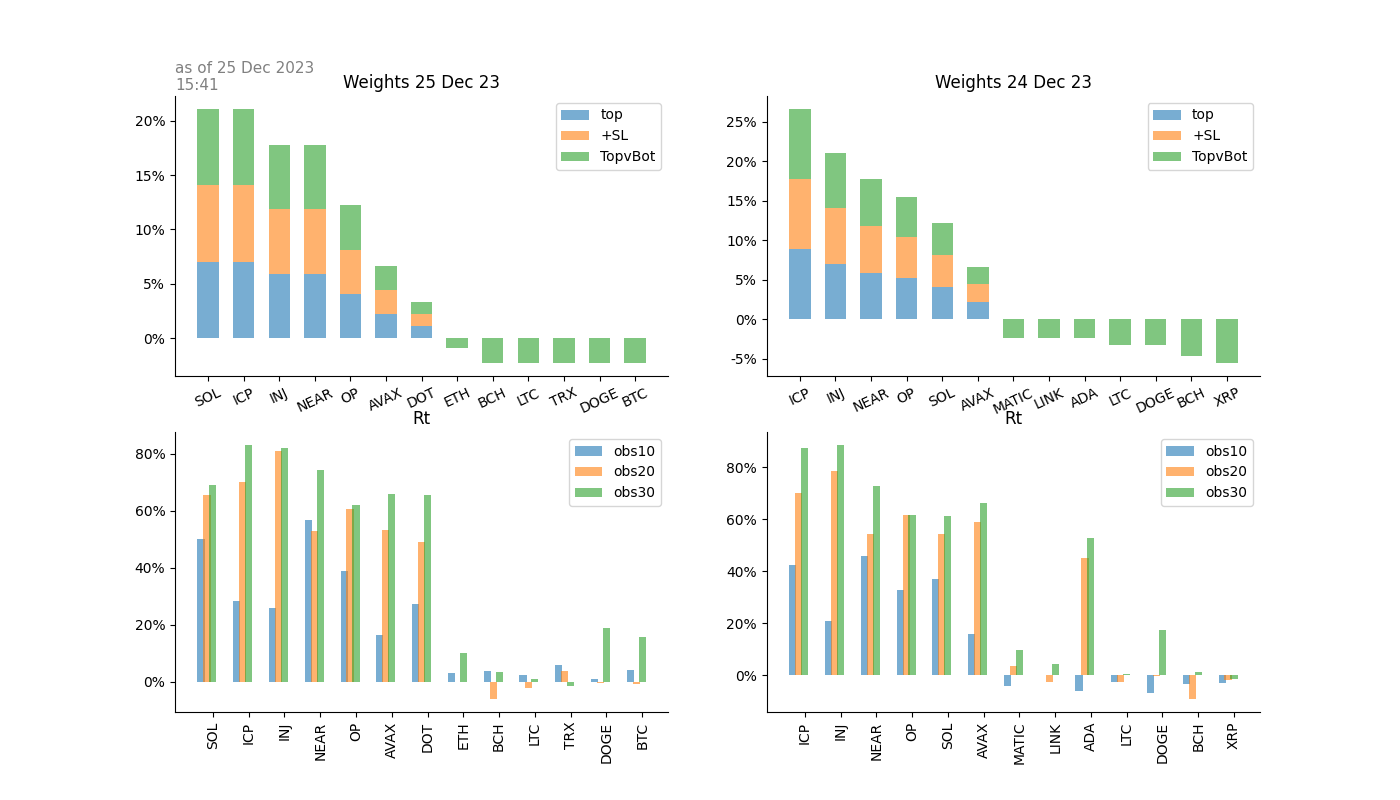 as of 25 Dec 2023
15:41
Weights 25 Dec 23
20%
15%
10%
5%
0%
top
+SL
TopvBot
SOL ICP INJ NEAR OP AVAX DOT ETH BCH LTC TRX DOGE BTC
Weights 24 Dec 23
25%
20%
15%
10%
5%
0%
-5%
top
+SL
TopvBot
ICP INJ NEAR OP SOL AVAX MATIC LINK ADA LTC DOGE BCH XRP
Rt
80%
60%
40%
20%
0%
obs10
obs20
obs30
SOL ICP INJ NEAR OP AVAX DOT ETH BCH LTC TRX DOGE BTC
Rt
80%
60%
40%
20%
0%
obs10
obs20
obs30
ICP INJ NEAR OP SOL AVAX MATIC LINK ADA LTC DOGE BCH XRP